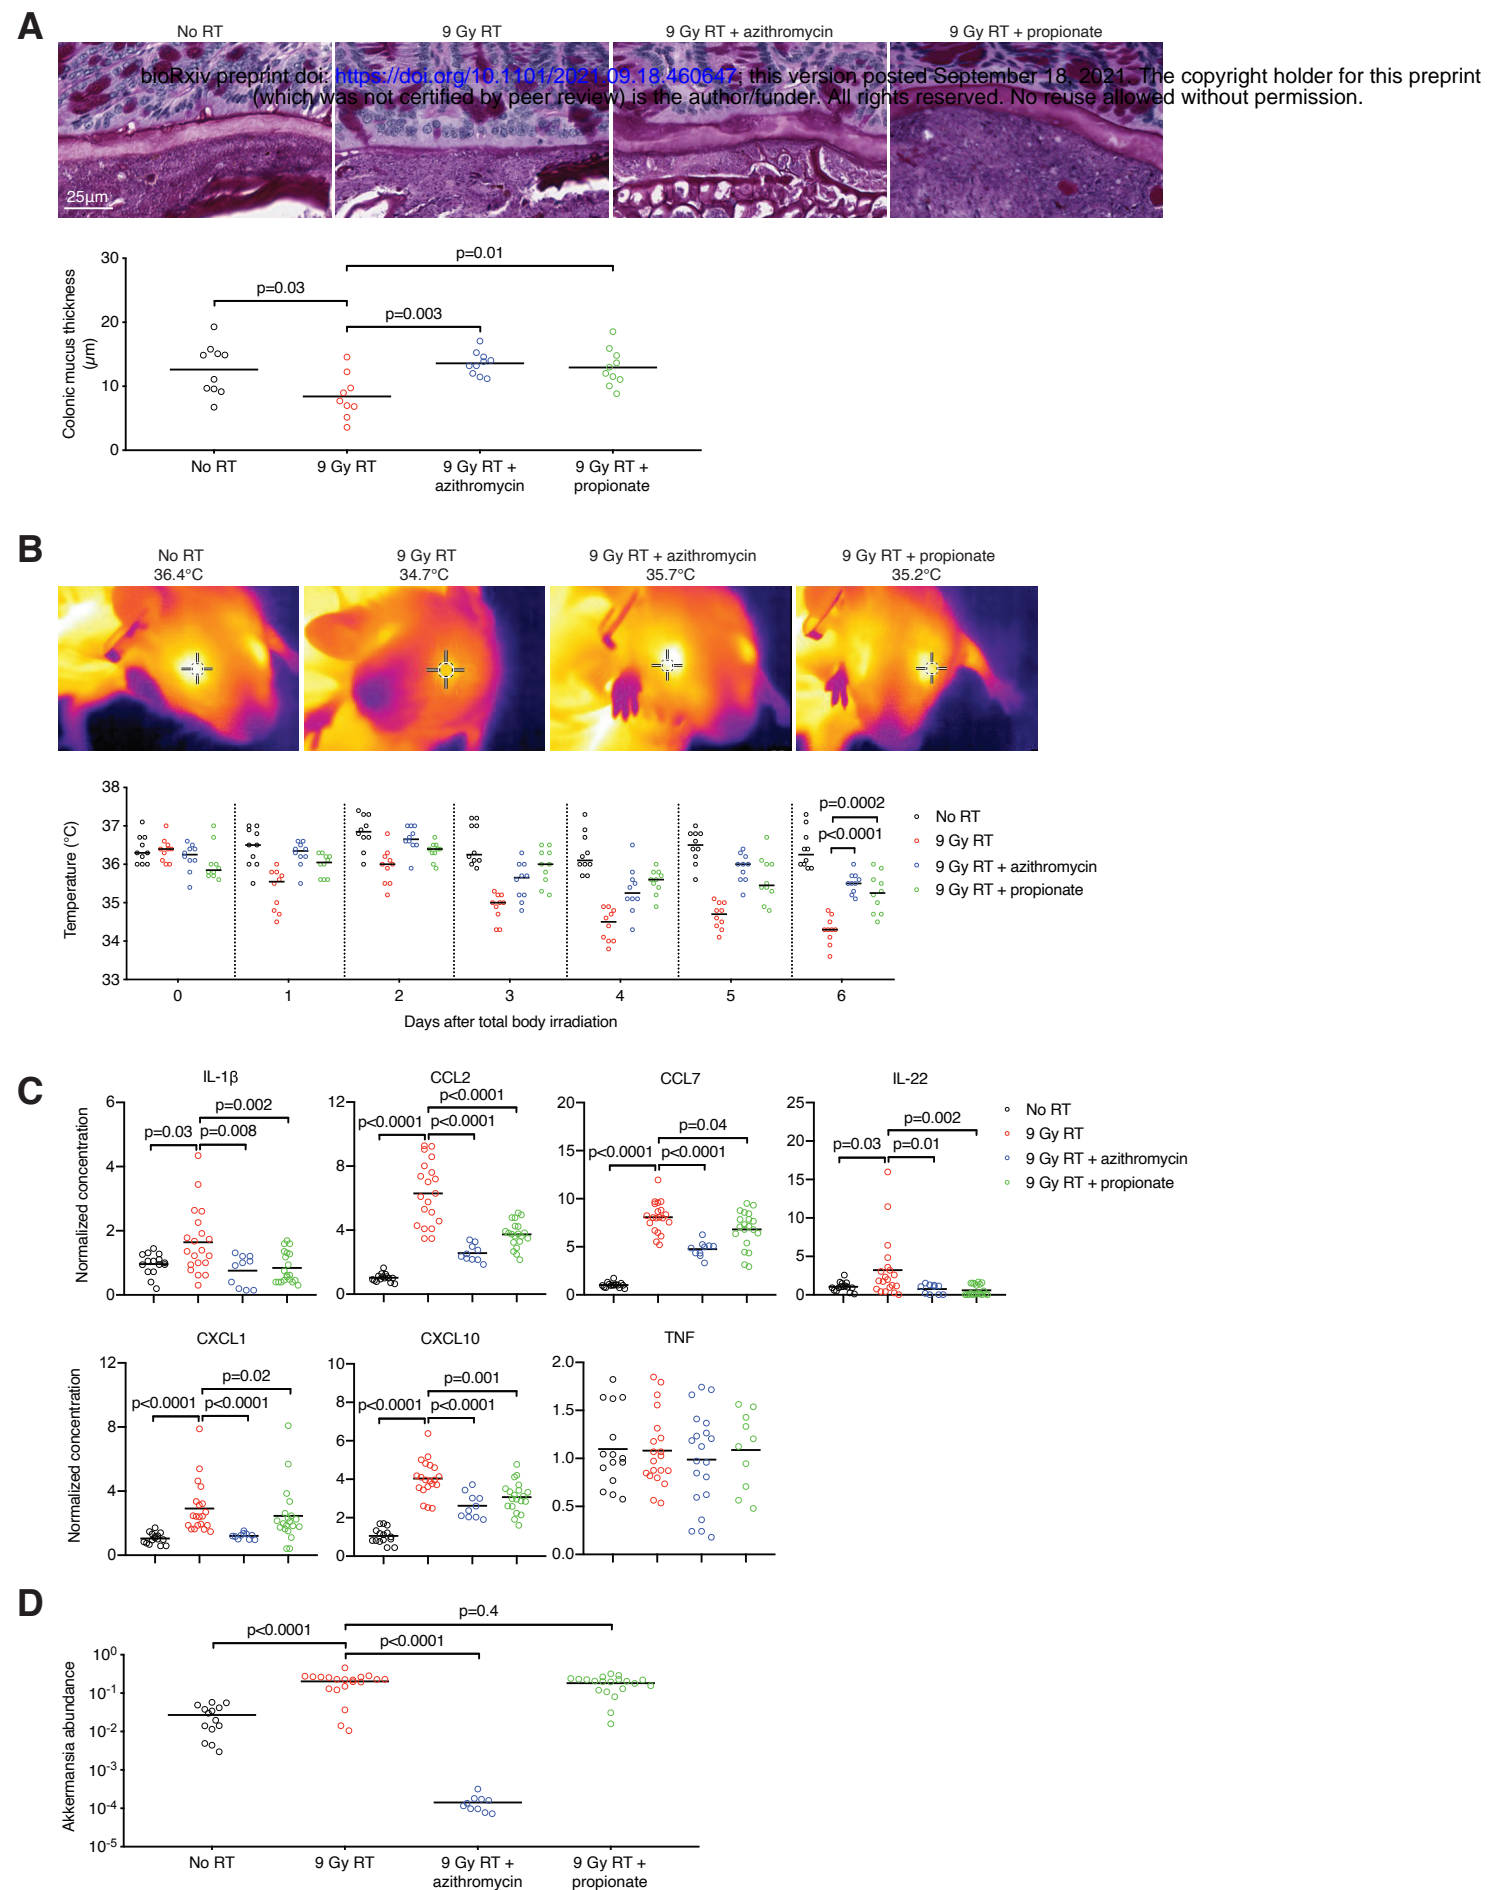 A
No RT
9 Gy RT
9 Gy RT + azithromycin
9 Gy RT + propionate
bioRxiv preprint doi: https://doi.org/10.1101/2021.09.18.460647; this version posted September 18, 2021. The copyright holder for this preprint
(which was not certified by peer review) is the author/funder. All rights reserved. No reuse allowed without permission.
25µm
Colonic mucus thickness
(µm)
30
20
10
0
p=0.01
p=0.03
p=0.003
No RT
9 Gy RT
9 Gy RT +
azithromycin
9 Gy RT +
propionate
B
No RT
36.4°C
9 Gy RT
34.7°C
9 Gy RT + azithromycin
35.7°C
9 Gy RT + propionate
35.2°C
Temperature (°C)
38
37
36
35
34
33
p=0.0002
p<0.0001
No RT
9 Gy RT
9 Gy RT + azithromycin
9 Gy RT + propionate
0 1 2 3 4 5 6
Days after total body irradiation
C
Normalized concentration
IL-1β
6
4
2
0
p=0.002
p=0.03 p=0.008
CCL2
12
8
4
0
p<0.0001
p<0.0001 p<0.0001
CCL7
20
15
10
5
0
p=0.04
p<0.0001 p<0.0001
IL-22
25
20
15
10
5
0
p=0.002
p=0.03 p=0.01
No RT
9 Gy RT
9 Gy RT + azithromycin
9 Gy RT + propionate
Normalized concentration
CXCL1
12
8
4
0
p=0.02
p<0.0001 p<0.0001
CXCL10
10
8
6
4
2
0
p=0.001
p<0.0001 p<0.0001
TNF
2.0
1.5
1.0
0.5
0.0
D
Akkermansia abundance
10⁰
10⁻¹
10⁻²
10⁻³
10⁻⁴
10⁻⁵
p=0.4
p<0.0001
p<0.0001
No RT
9 Gy RT
9 Gy RT +
azithromycin
9 Gy RT +
propionate